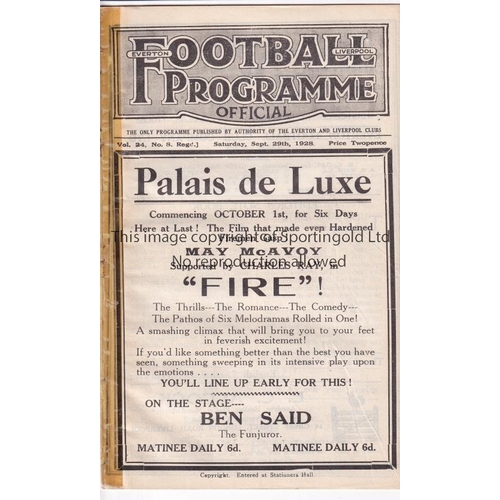 FOOTBALL
EVERTON LIVERPOOL
PROGRAMME
OFFICIAL
THE ONLY PROGRAMME PUBLISHED BY AUTHORITY OF THE EVERTON AND LIVERPOOL CLUBS
Vol. 24, No. 8. Regd.] Saturday, Sept. 29th, 1928. Price Twopence
Palais de Luxe
Commencing OCTOBER 1st, for Six Days
Here at Last! The Film that made even Hardened
This image copyright of Sportingold Ltd
MAY McAVOY
No reproduction allowed
Supported by CHARLES RAY, in
"FIRE"!
The Thrills---The Romance---The Comedy---
The Pathos of Six Melodramas Rolled in One!
A smashing climax that will bring you to your feet
in feverish excitement!
If you'd like something better than the best you have
seen, something sweeping in its intensive play upon
the emotions . . . .
YOU'LL LINE UP EARLY FOR THIS!
ON THE STAGE----
BEN SAID
The Funjuror.
MATINEE DAILY 6d. MATINEE DAILY 6d.
Copyright. Entered at Stationers Hall.